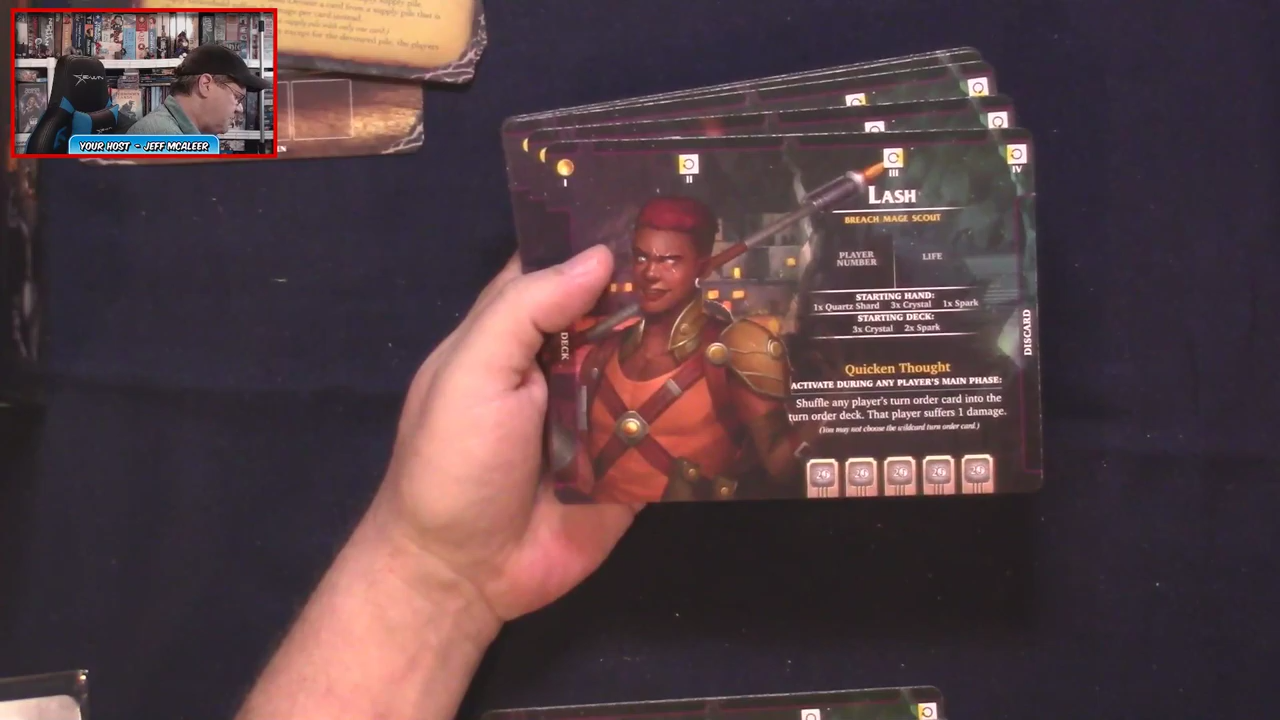 YOUR HOST - JEFF MCALEER
I
II
III
IV
LASH
BREACH MAGE SCOUT
PLAYER
NUMBER
LIFE
STARTING HAND:
1x Quartz Shard 3x Crystal 1x Spark
STARTING DECK:
3x Crystal 2x Spark
DECK
DISCARD
Quicken Thought
ACTIVATE DURING ANY PLAYER'S MAIN PHASE:
Shuffle any player's turn order card into the
turn order deck. That player suffers 1 damage.
(You may not choose the wildcard turn order card.)